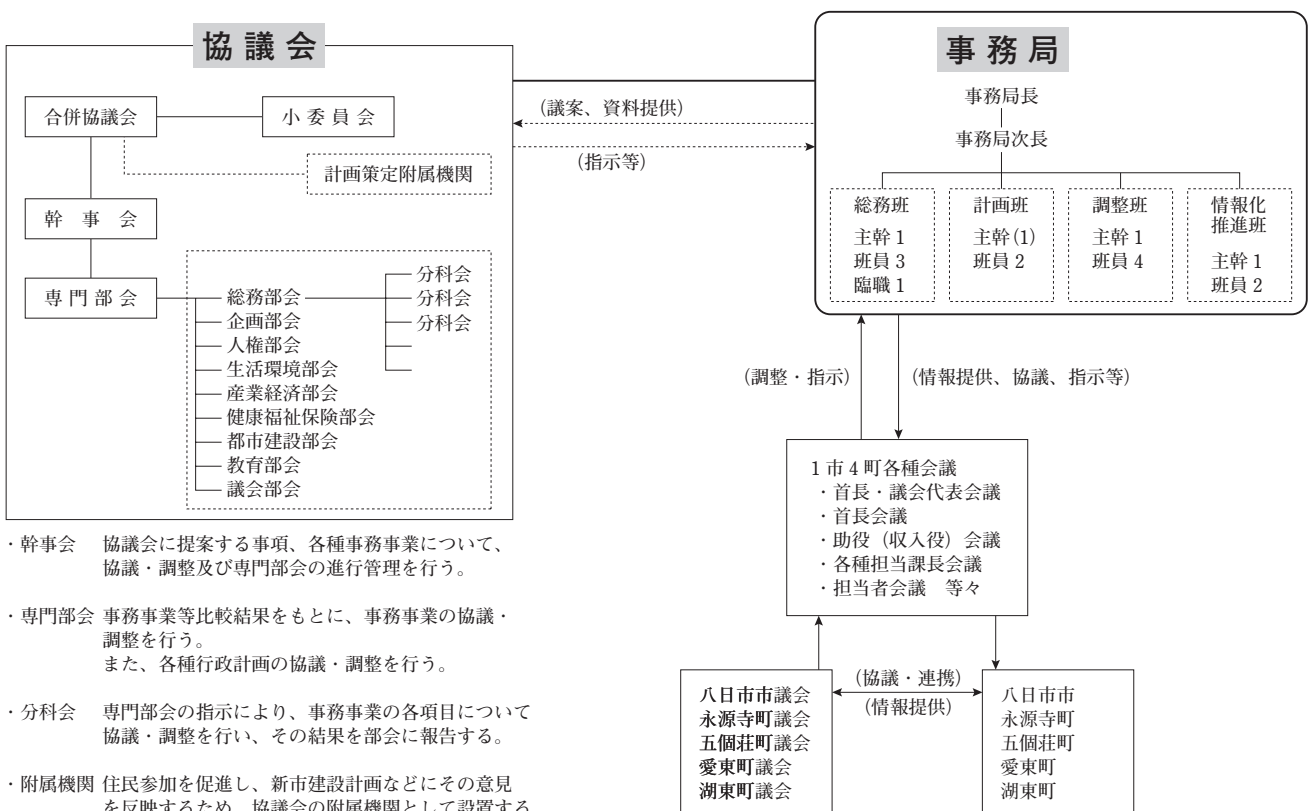 協議会
合併協議会
小委員会
計画策定附属機関
幹事会
専門部会
総務部会
企画部会
人権部会
生活環境部会
産業経済部会
健康福祉保険部会
都市建設部会
教育部会
議会部会
分科会
分科会
分科会
(議案、資料提供)
(指示等)
事務局
事務局長
事務局次長
総務班
主幹1
班員3
臨職1
計画班
主幹(1)
班員2
調整班
主幹1
班員4
情報化
推進班
主幹1
班員2
(調整・指示)
(情報提供、協議、指示等)
1市4町各種会議
・首長・議会代表会議
・首長会議
・助役(収入役)会議
・各種担当課長会議
・担当者会議 等々
八日市市議会
永源寺町議会
五個荘町議会
愛東町議会
湖東町議会
(協議・連携)
(情報提供)
八日市市
永源寺町
五個荘町
愛東町
湖東町
・幹事会 協議会に提案する事項、各種事務事業について、
協議・調整及び専門部会の進行管理を行う。
・専門部会 事務事業等比較結果をもとに、事務事業の協議・
調整を行う。
また、各種行政計画の協議・調整を行う。
・分科会 専門部会の指示により、事務事業の各項目について
協議・調整を行い、その結果を部会に報告する。
・附属機関 住民参加を促進し、新市建設計画などにその意見
を反映するため、協議会の附属機関として設置する